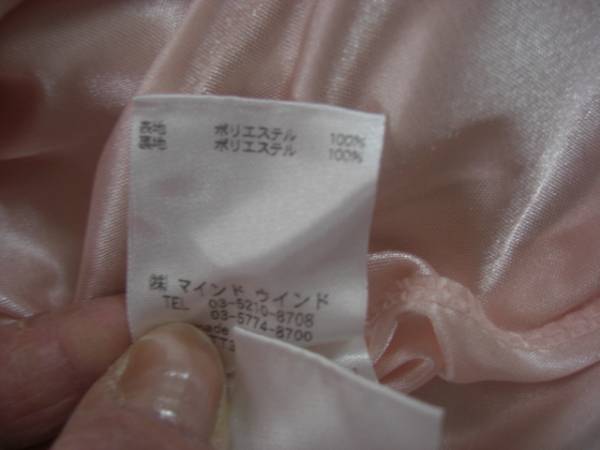 表地 ポリエステル 100%
裏地 ポリエステル 100%
㈱ マインド ウインド
TEL 03-5210-8708
03-5774-8700
made